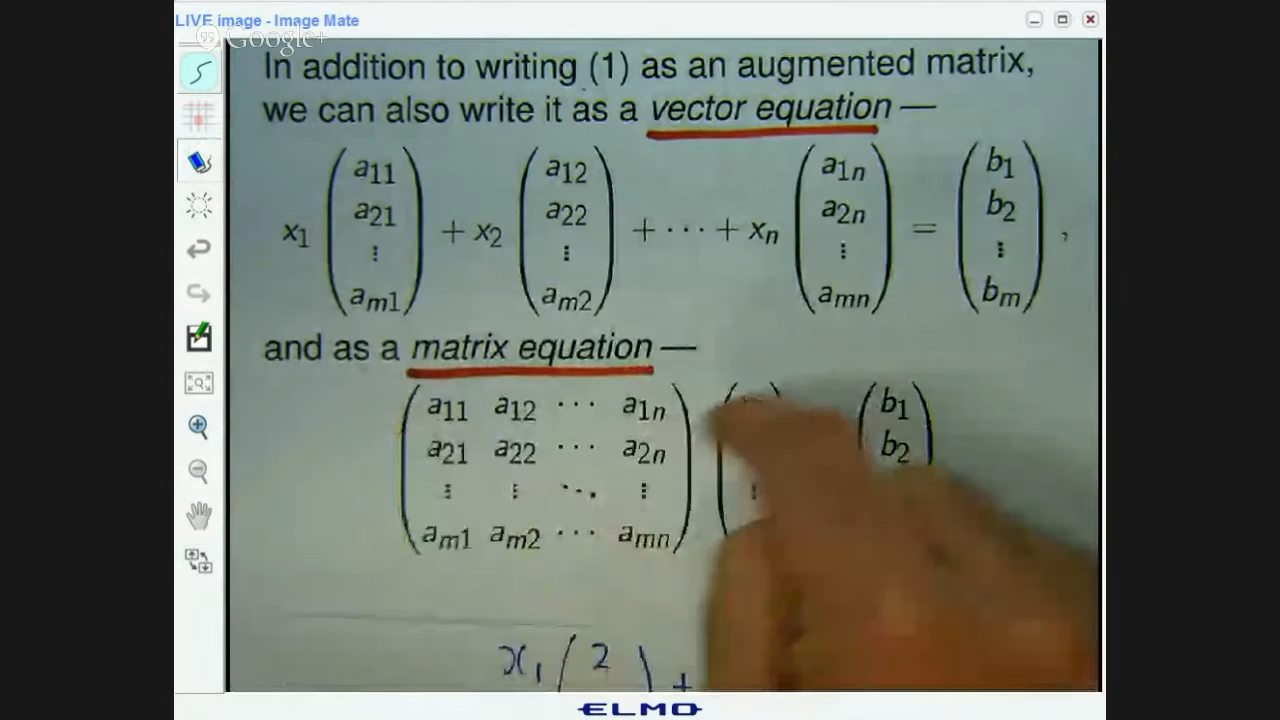 LIVE image - Image Mate
Google+
In addition to writing (1) as an augmented matrix,
we can also write it as a vector equation —
x₁ (a₁₁ a₂₁ ⋮ aₘ₁) + x₂ (a₁₂ a₂₂ ⋮ aₘ₂) + ⋯ + xₙ (a₁ₙ a₂ₙ ⋮ aₘₙ) = (b₁ b₂ ⋮ bₘ) ,
and as a matrix equation —
a₁₁ a₁₂ ⋯ a₁ₙ b₁
a₂₁ a₂₂ ⋯ a₂ₙ b₂
⋮ ⋮ ⋱ ⋮ ⋮
aₘ₁ aₘ₂ ⋯ aₘₙ
x₁ ( 2 ) +
ELMO